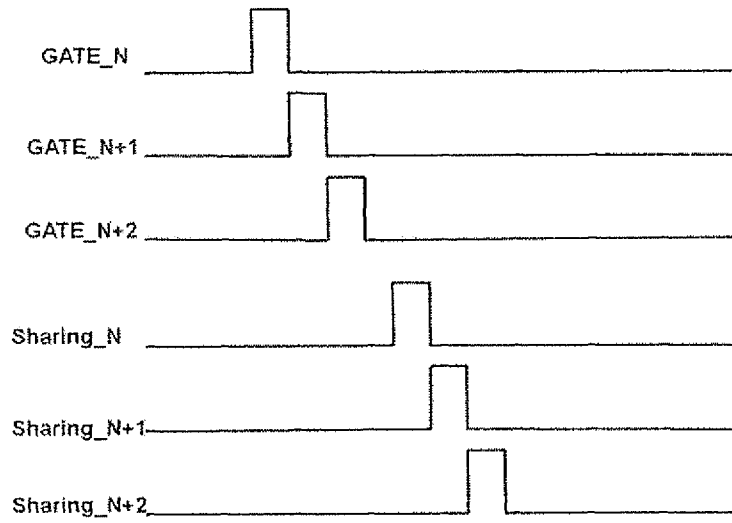 GATE_N
GATE_N+1
GATE_N+2
Sharing_N
Sharing_N+1
Sharing_N+2